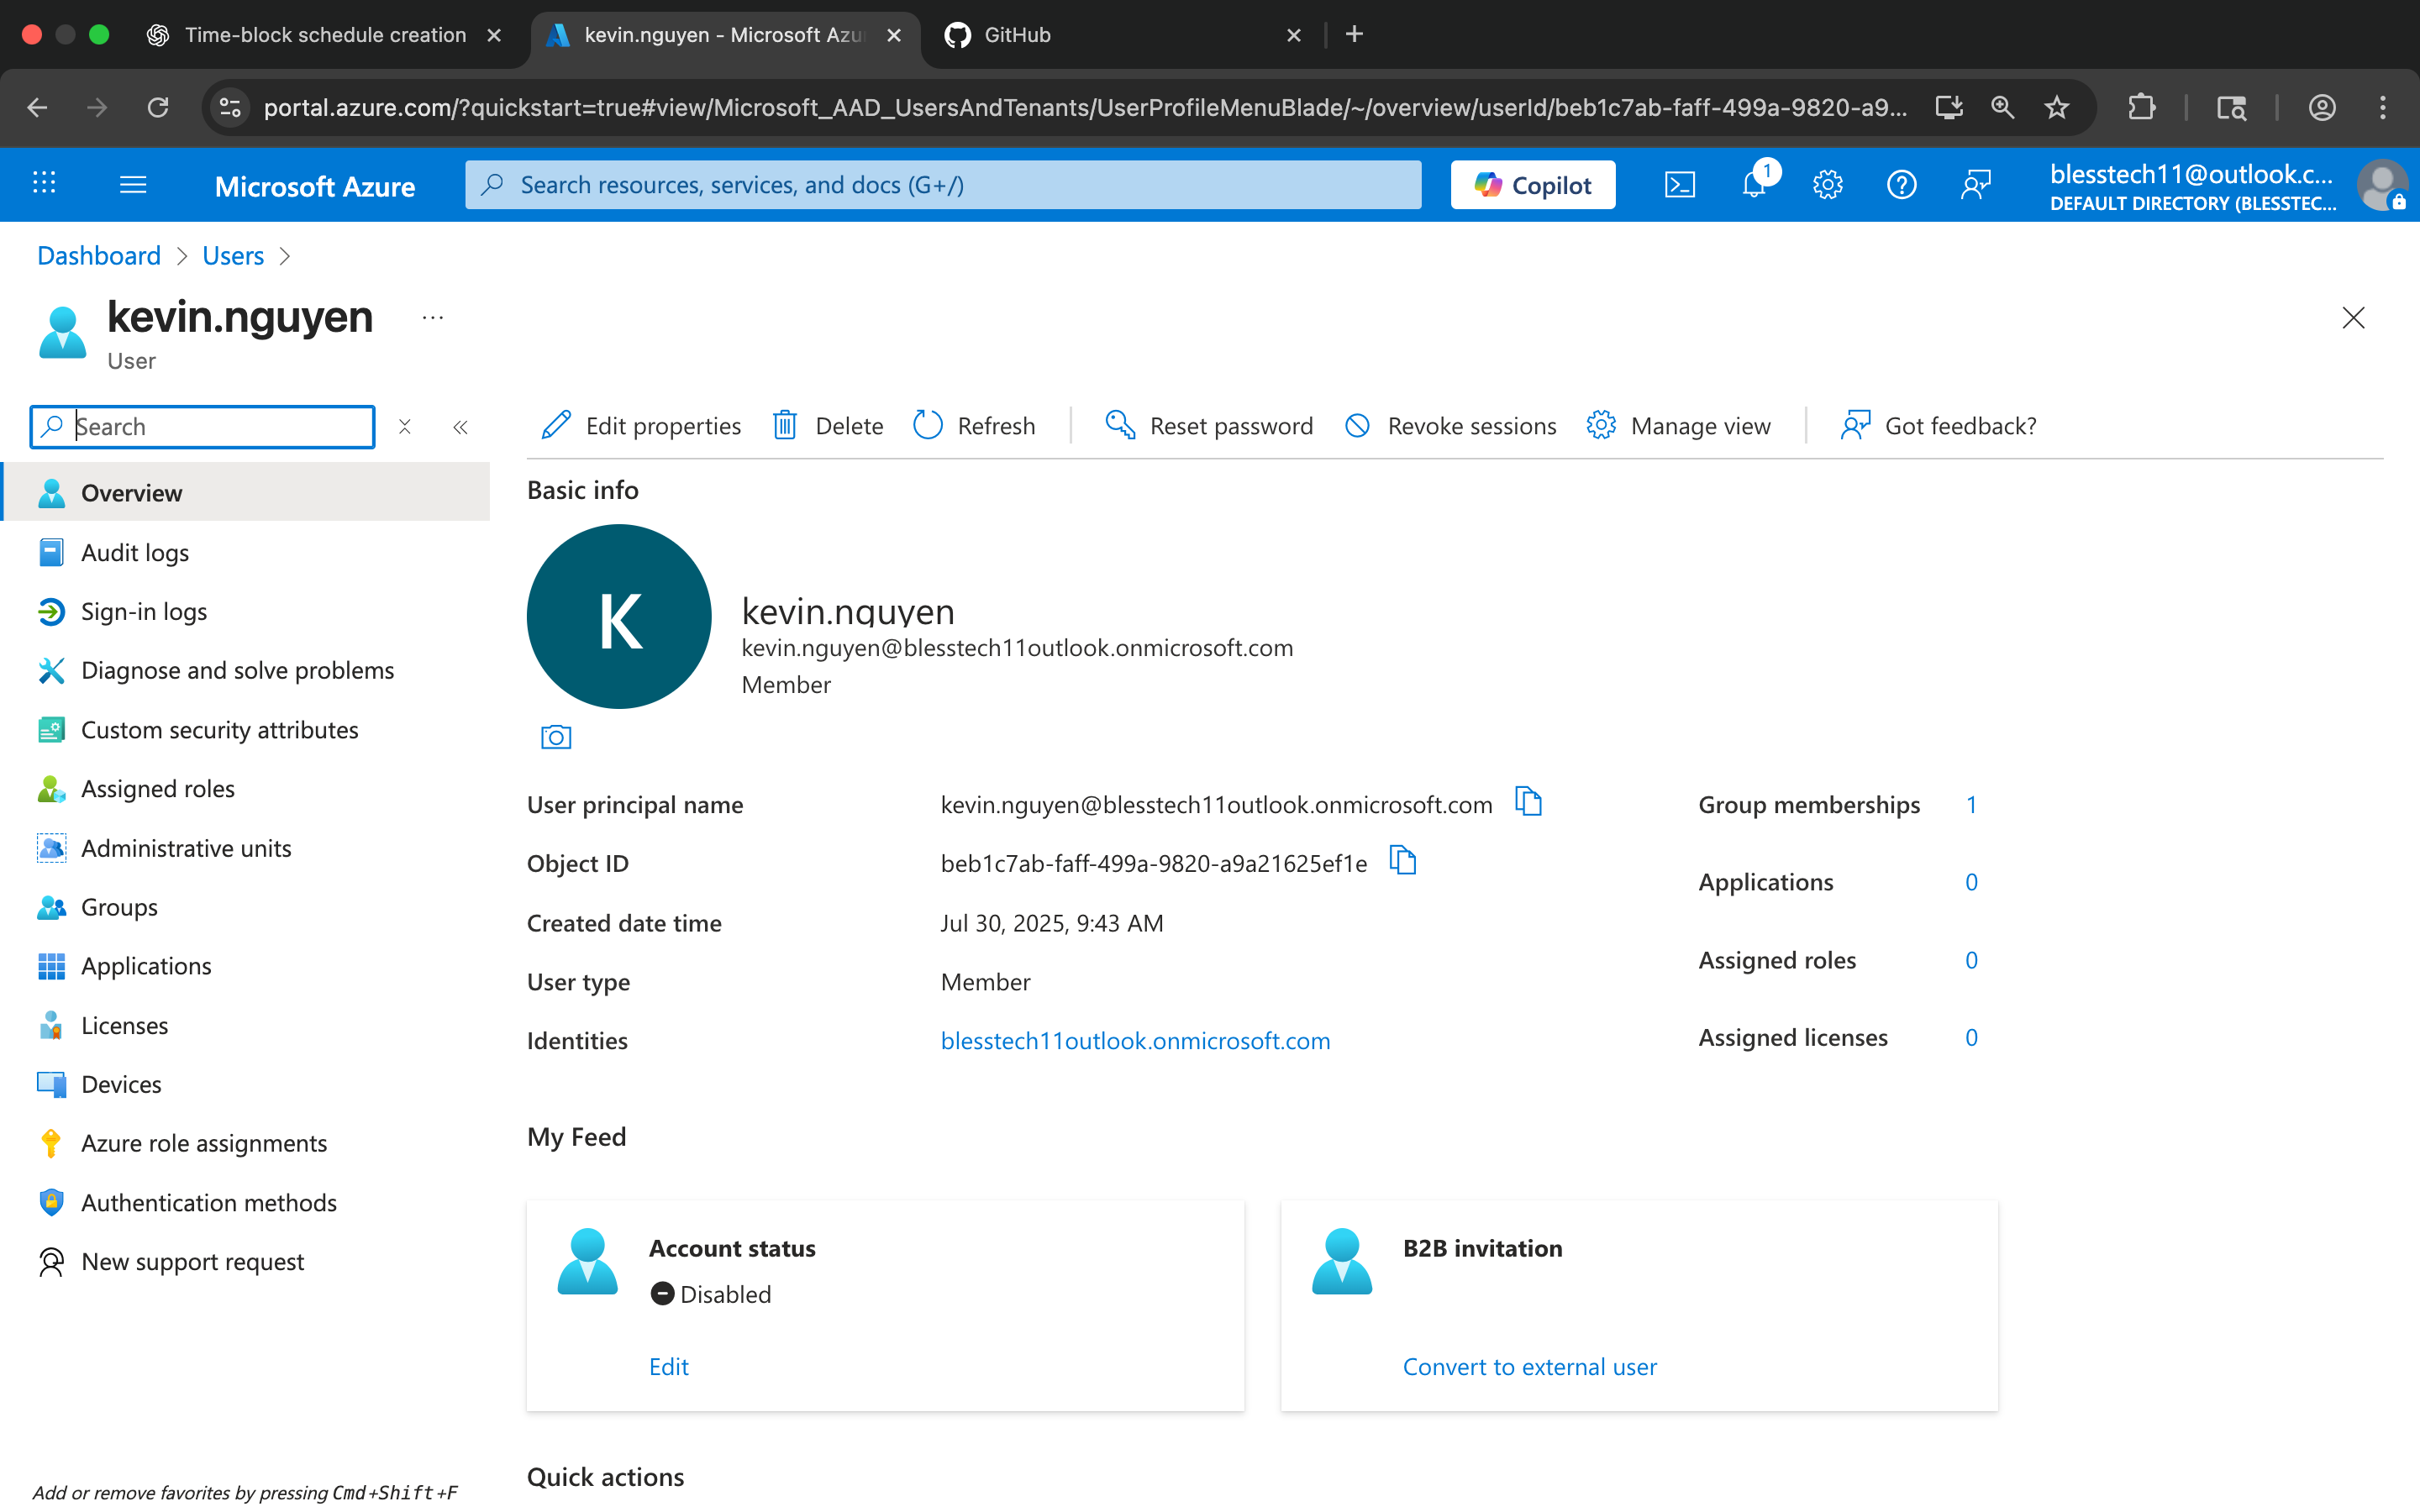 Time-block schedule creation
kevin.nguyen - Microsoft Azu
GitHub
portal.azure.com/?quickstart=true#view/Microsoft_AAD_UsersAndTenants/UserProfileMenuBlade/~/overview/userId/beb1c7ab-faff-499a-9820-a9...
Microsoft Azure
Search resources, services, and docs (G+/)
Copilot
1
blesstech11@outlook.c...
DEFAULT DIRECTORY (BLESSTEC...
Dashboard > Users >
kevin.nguyen ...
User
Search
Edit properties
Delete
Refresh
Reset password
Revoke sessions
Manage view
Got feedback?
Overview
Audit logs
Sign-in logs
Diagnose and solve problems
Custom security attributes
Assigned roles
Administrative units
Groups
Applications
Licenses
Devices
Azure role assignments
Authentication methods
New support request
Add or remove favorites by pressing Cmd+Shift+F
Basic info
K
kevin.nguyen
kevin.nguyen@blesstech11outlook.onmicrosoft.com
Member
User principal name kevin.nguyen@blesstech11outlook.onmicrosoft.com
Object ID beb1c7ab-faff-499a-9820-a9a21625ef1e
Created date time Jul 30, 2025, 9:43 AM
User type Member
Identities blesstech11outlook.onmicrosoft.com
Group memberships 1
Applications 0
Assigned roles 0
Assigned licenses 0
My Feed
Account status
Disabled
Edit
B2B invitation
Convert to external user
Quick actions